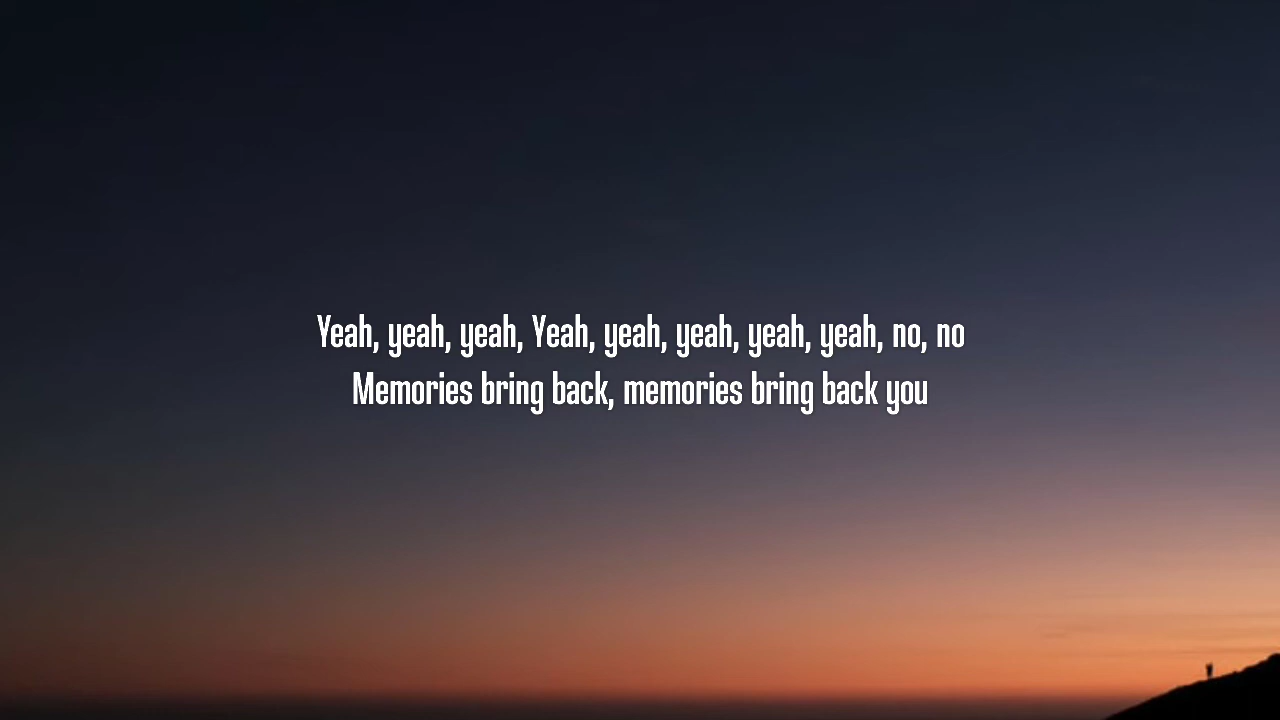 Yeah, yeah, yeah, Yeah, yeah, yeah, yeah, yeah, no, no
Memories bring back, memories bring back you